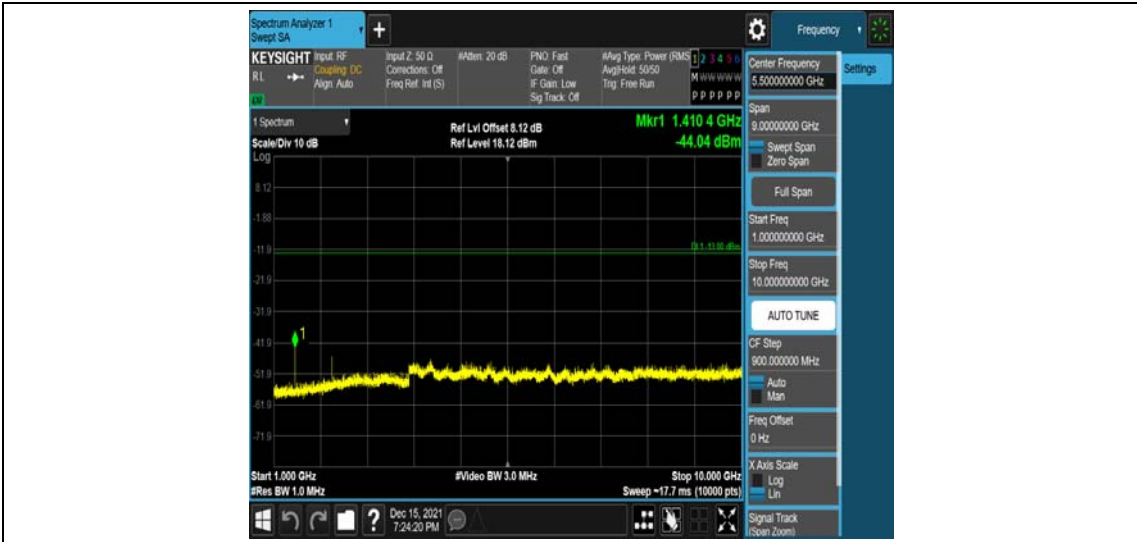 Spectrum Analyzer 1
Swept SA
+
Frequency
KEYSIGHT
RL
Input: RF
Coupling: DC
Align: Auto
Input Z: 50 Ω
Corrections: Off
Freq Ref: Int (S)
#Atten: 20 dB
PNO: Fast
Gate: Off
IF Gain: Low
Sig Track: Off
#Avg Type: Power (RMS
Avg|Hold: 50/50
Trig: Free Run
1 2 3 4 5 6
M W W W W W
P P P P P P
1 Spectrum
Scale/Div 10 dB
Log
Ref Lvl Offset 8.12 dB
Ref Level 18.12 dBm
Mkr1 1.410 4 GHz
-44.04 dBm
8.12
-1.88
-11.9
DL1 -13.00 dBm
-21.9
-31.9
1
-41.9
-51.9
-61.9
-71.9
Start 1.000 GHz
#Res BW 1.0 MHz
#Video BW 3.0 MHz
Stop 10.000 GHz
Sweep ~17.7 ms (10000 pts)
?
Dec 15, 2021
7:24:20 PM
Center Frequency
5.500000000 GHz
Settings
Span
9.00000000 GHz
Swept Span
Zero Span
Full Span
Start Freq
1.000000000 GHz
Stop Freq
10.000000000 GHz
AUTO TUNE
CF Step
900.000000 MHz
Auto
Man
Freq Offset
0 Hz
X Axis Scale
Log
Lin
Signal Track
(Span Zoom)